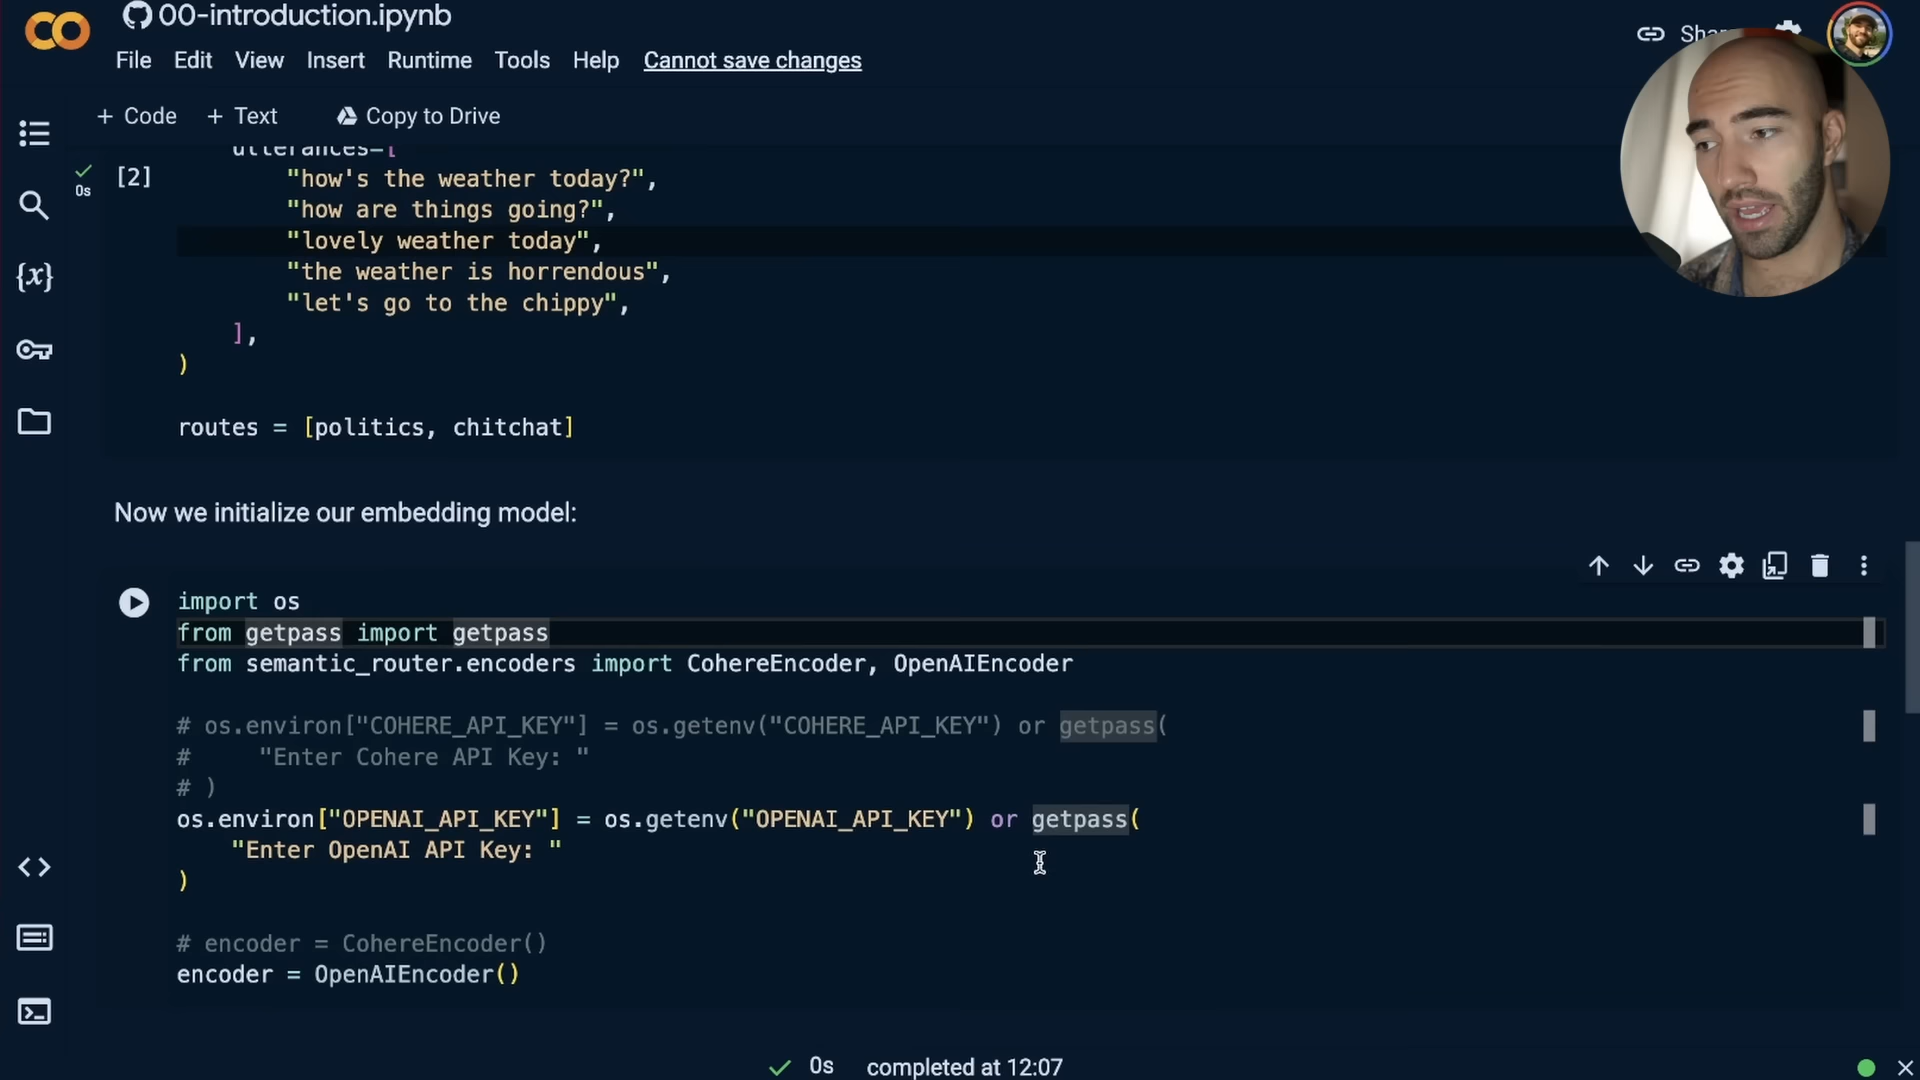 00-introduction.ipynb
File Edit View Insert Runtime Tools Help Cannot save changes
+ Code + Text Copy to Drive
utterances=[
[2]
0s
"how's the weather today?",
"how are things going?",
"lovely weather today",
"the weather is horrendous",
"let's go to the chippy",
],
)
routes = [politics, chitchat]
Now we initialize our embedding model:
import os
from getpass import getpass
from semantic_router.encoders import CohereEncoder, OpenAIEncoder
# os.environ["COHERE_API_KEY"] = os.getenv("COHERE_API_KEY") or getpass(
#     "Enter Cohere API Key: "
# )
os.environ["OPENAI_API_KEY"] = os.getenv("OPENAI_API_KEY") or getpass(
"Enter OpenAI API Key: "
)
# encoder = CohereEncoder()
encoder = OpenAIEncoder()
0s completed at 12:07